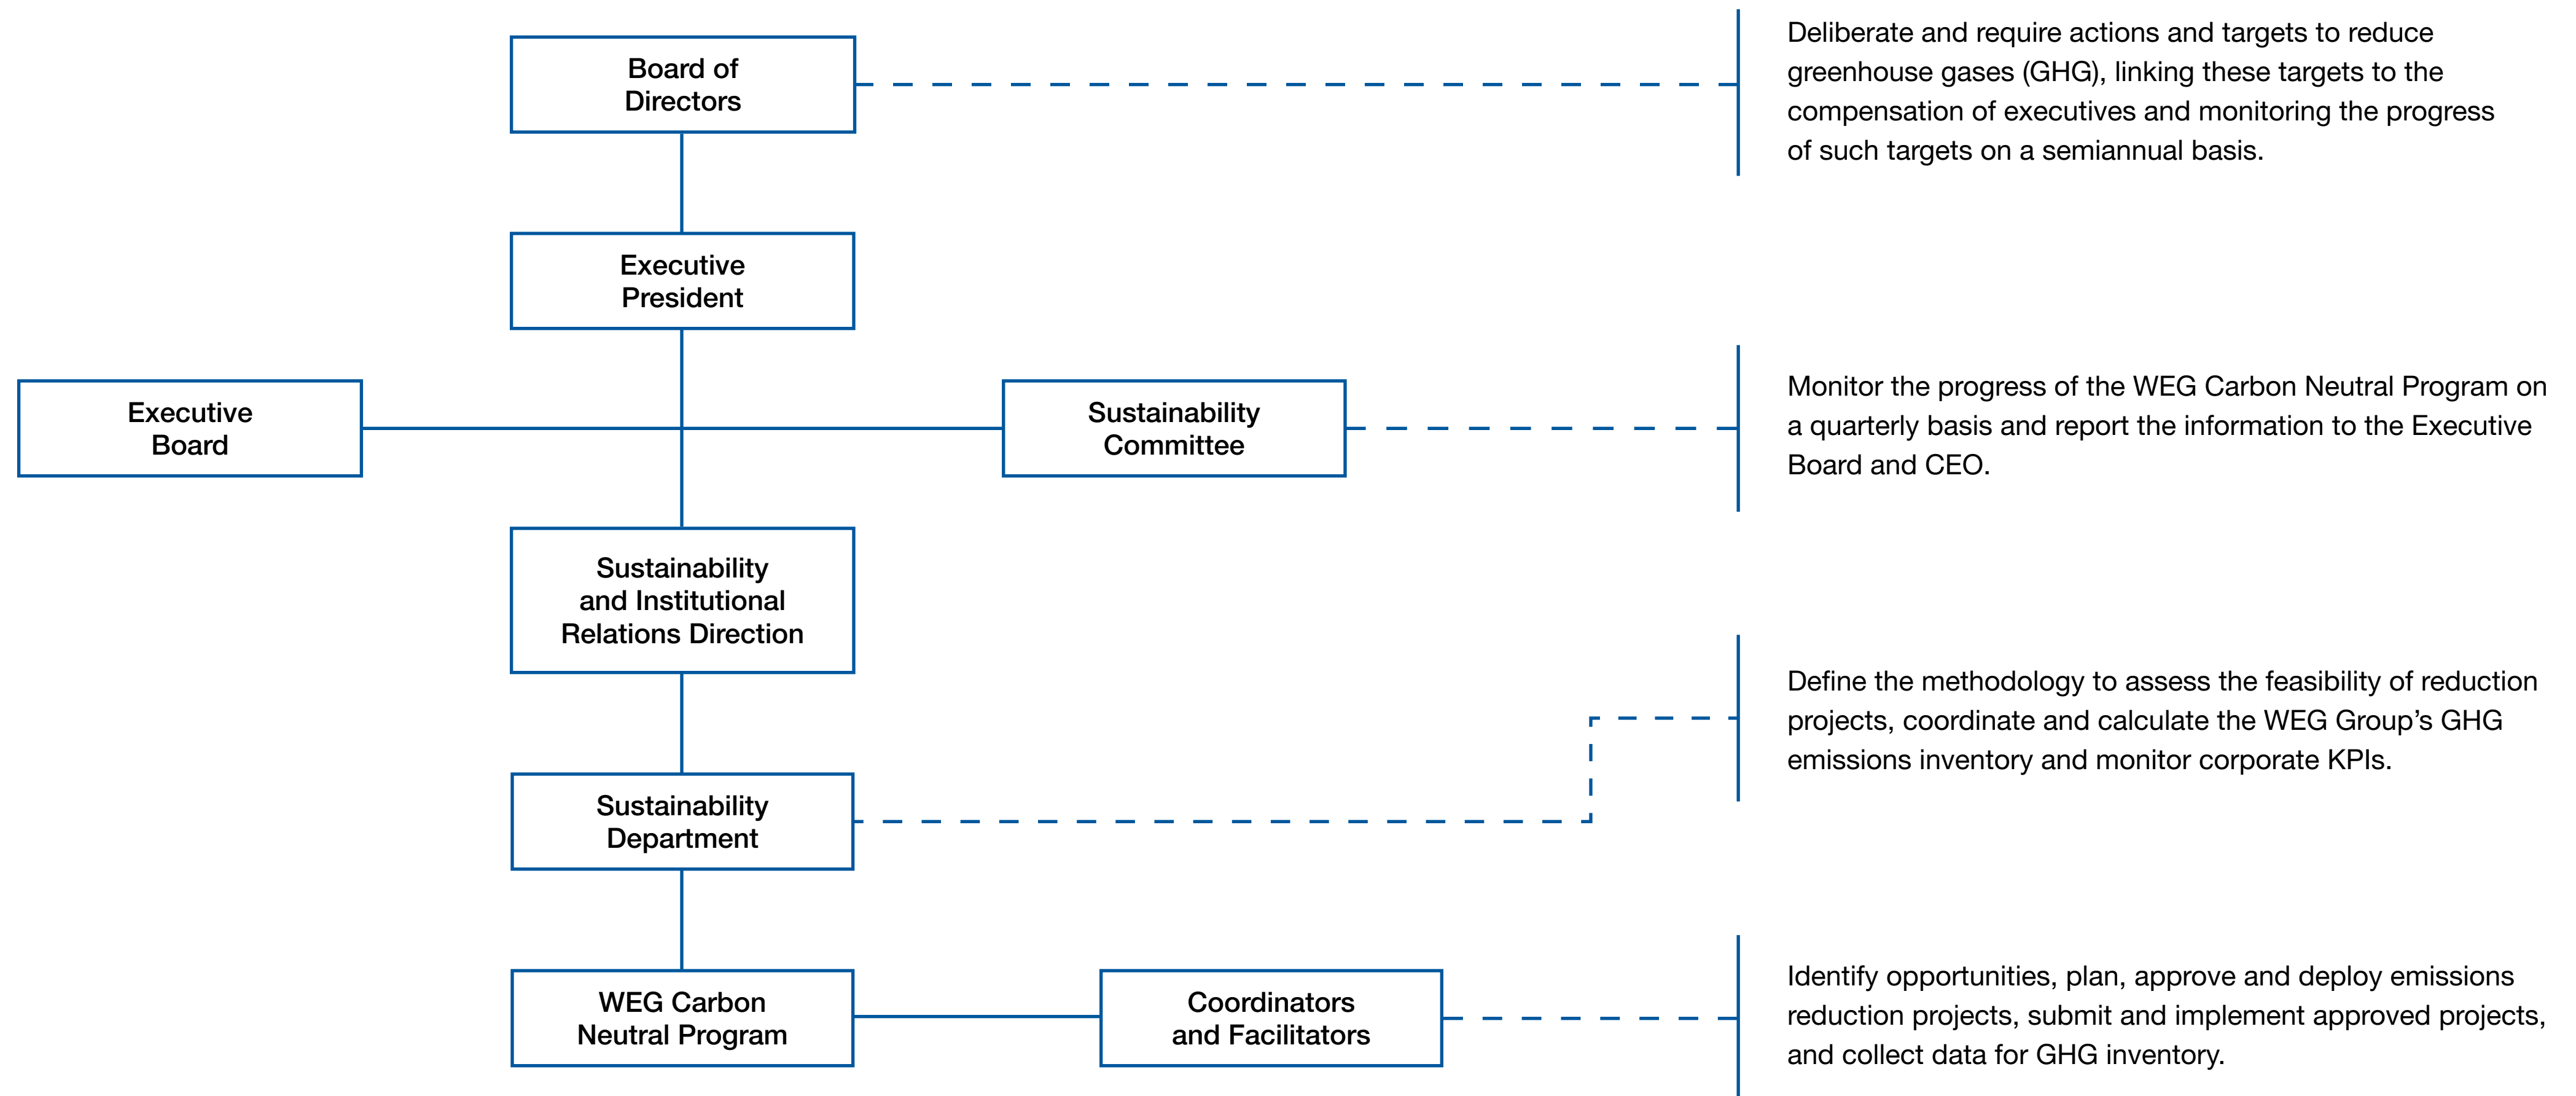 Board of
Directors
Deliberate and require actions and targets to reduce
greenhouse gases (GHG), linking these targets to the
compensation of executives and monitoring the progress
of such targets on a semiannual basis.
Executive
President
Executive
Board
Sustainability
Committee
Monitor the progress of the WEG Carbon Neutral Program on
a quarterly basis and report the information to the Executive
Board and CEO.
Sustainability
and Institutional
Relations Direction
Sustainability
Department
Define the methodology to assess the feasibility of reduction
projects, coordinate and calculate the WEG Group’s GHG
emissions inventory and monitor corporate KPIs.
WEG Carbon
Neutral Program
Coordinators
and Facilitators
Identify opportunities, plan, approve and deploy emissions
reduction projects, submit and implement approved projects,
and collect data for GHG inventory.